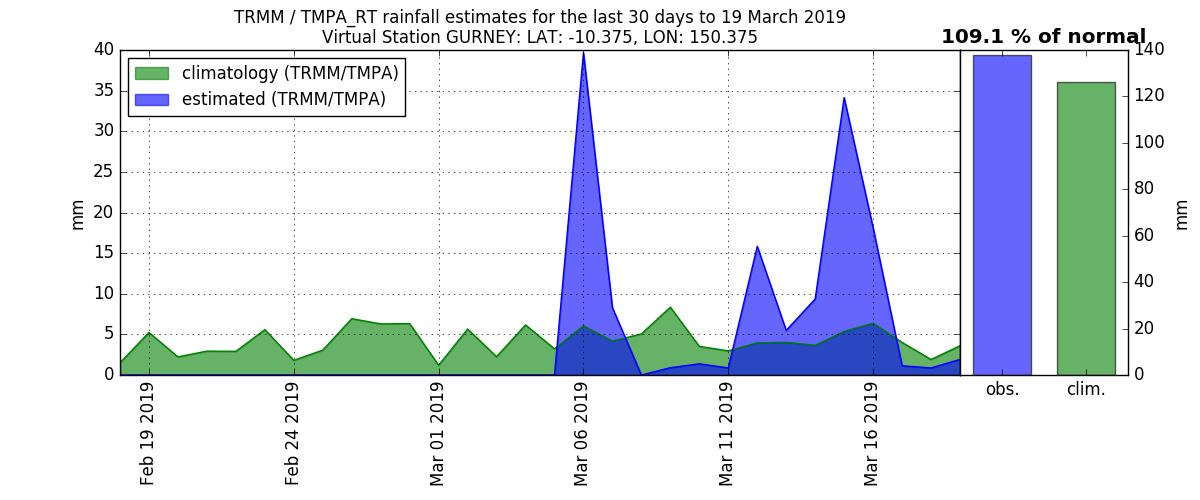 TRMM / TMPA_RT rainfall estimates for the last 30 days to 19 March 2019
Virtual Station GURNEY: LAT: -10.375, LON: 150.375
109.1 % of normal
climatology (TRMM/TMPA)
estimated (TRMM/TMPA)
mm
40
35
30
25
20
15
10
5
0
Feb 19 2019
Feb 24 2019
Mar 01 2019
Mar 06 2019
Mar 11 2019
Mar 16 2019
140
120
100
80
60
40
20
0
mm
obs.
clim.